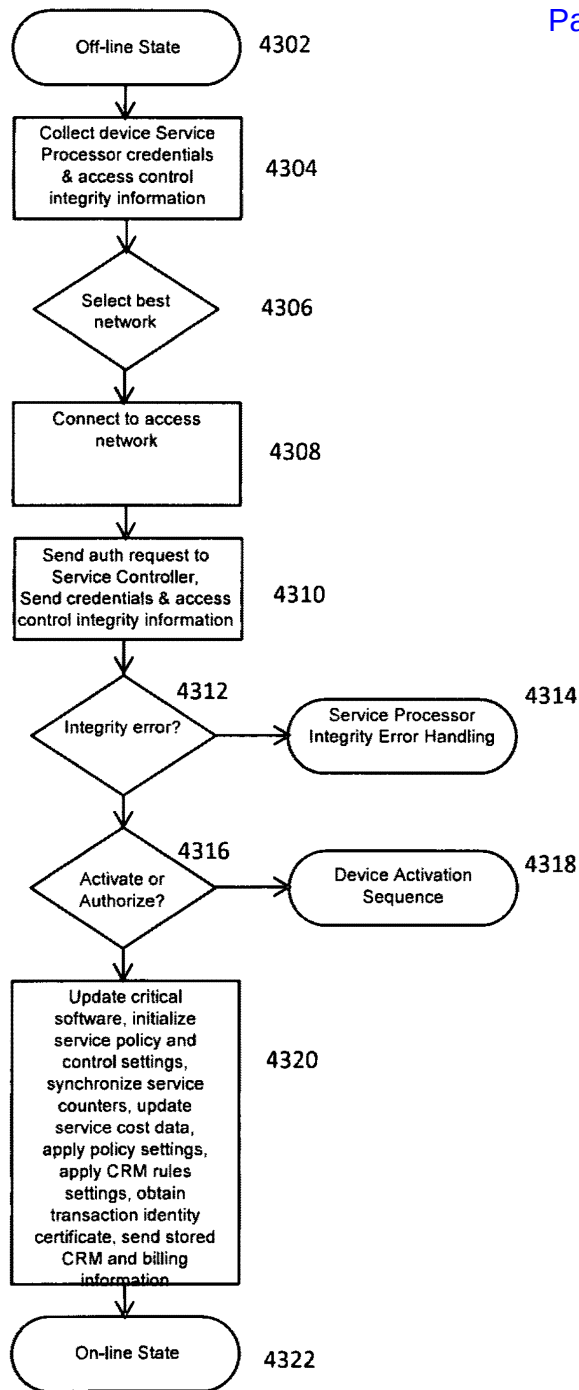 Pa
Off-line State
4302
Collect device Service
Processor credentials
& access control
integrity information
4304
Select best
network
4306
Connect to access
network
4308
Send auth request to
Service Controller,
Send credentials & access
control integrity information
4310
4312
Integrity error?
4314
Service Processor
Integrity Error Handling
4316
Activate or
Authorize?
4318
Device Activation
Sequence
Update critical
software, initialize
service policy and
control settings,
synchronize service
counters, update
service cost data,
apply policy settings,
apply CRM rules
settings, obtain
transaction identity
certificate, send stored
CRM and billing
information
4320
On-line State
4322